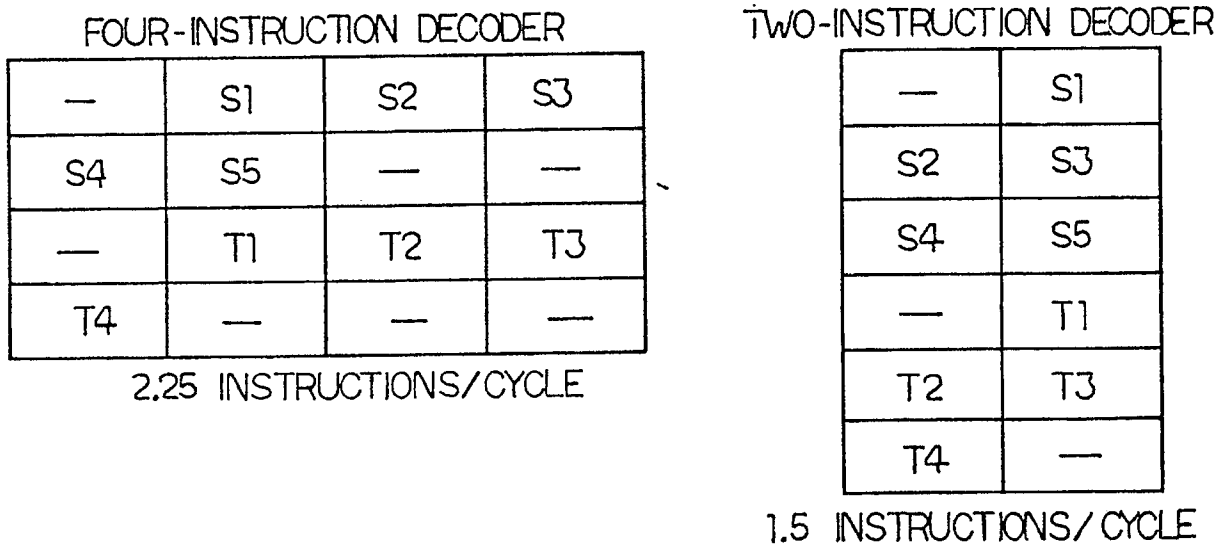 FOUR-INSTRUCTION DECODER
— S1 S2 S3
S4 S5 — —
— T1 T2 T3
T4 — — —
2.25 INSTRUCTIONS/CYCLE
TWO-INSTRUCTION DECODER
— S1
S2 S3
S4 S5
— T1
T2 T3
T4 —
1.5 INSTRUCTIONS/CYCLE